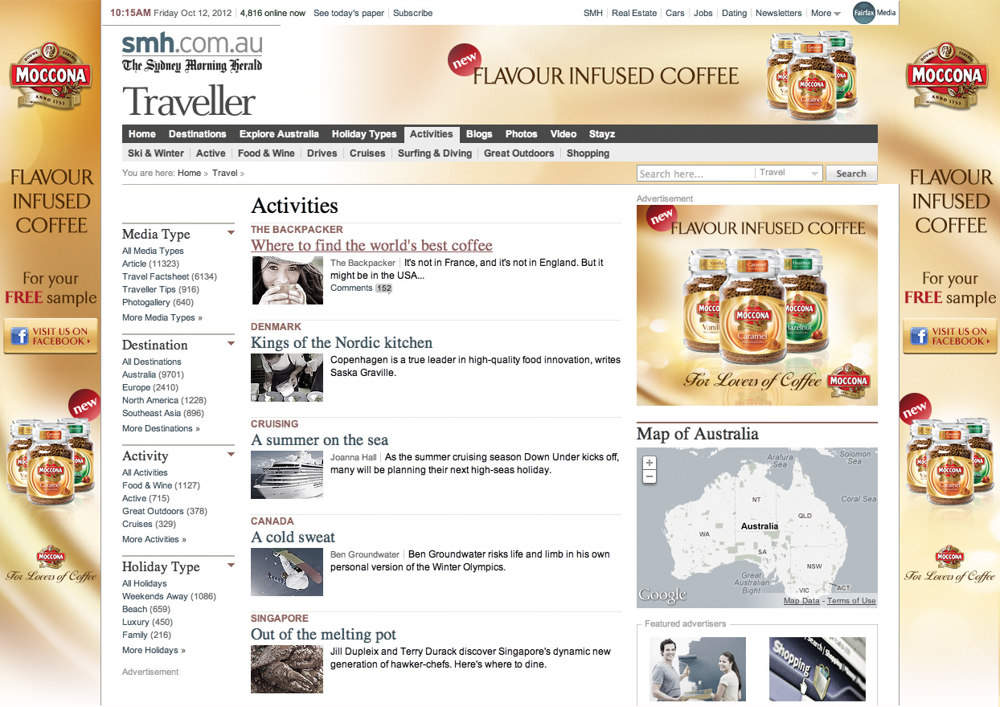 10:15AM Friday Oct 12, 2012 4,816 online now See today's paper Subscribe
SMH Real Estate Cars Jobs Dating Newsletters More Fairfax Media
smh.com.au
The Sydney Morning Herald
Traveller
new
FLAVOUR INFUSED COFFEE
Caramel
MOCCONA
Caramel
Home Destinations Explore Australia Holiday Types Activities Blogs Photos Video Stayz
Ski & Winter Active Food & Wine Drives Cruises Surfing & Diving Great Outdoors Shopping
You are here: Home » Travel »
Search here... Travel Search
DOUWE EGBERTS
MOCCONA
ANNO 1753
FLAVOUR
INFUSED
COFFEE
For your
FREE sample
VISIT US ON
FACEBOOK
new
Caramel
MOCCONA
Caramel
MOCCONA
For Lovers of Coffee
Media Type
All Media Types
Article (11323)
Travel Factsheet (6134)
Traveller Tips (916)
Photogallery (640)
More Media Types »
Destination
All Destinations
Australia (9701)
Europe (2410)
North America (1228)
Southeast Asia (896)
More Destinations »
Activity
All Activities
Food & Wine (1127)
Active (715)
Great Outdoors (378)
Cruises (329)
More Activities »
Holiday Type
All Holidays
Weekends Away (1086)
Beach (659)
Luxury (450)
Family (216)
More Holidays »
Advertisement
Activities
THE BACKPACKER
Where to find the world's best coffee
The Backpacker It's not in France, and it's not in England. But it
might be in the USA...
Comments 152
DENMARK
Kings of the Nordic kitchen
Copenhagen is a true leader in high-quality food innovation, writes
Saska Graville.
CRUISING
A summer on the sea
Joanna Hall As the summer cruising season Down Under kicks off,
many will be planning their next high-seas holiday.
CANADA
A cold sweat
Ben Groundwater Ben Groundwater risks life and limb in his own
personal version of the Winter Olympics.
SINGAPORE
Out of the melting pot
Jill Dupleix and Terry Durack discover Singapore's dynamic new
generation of hawker-chefs. Here's where to dine.
Advertisement
new
FLAVOUR INFUSED COFFEE
Vanilla Caramel Hazelnut
MOCCONA
Caramel
Hazelnut
For Lovers of Coffee MOCCONA
Map of Australia
+
−
Arafura
Sea
Solomon
Sea
Coral Sea
NT
QLD
WA
Australia
SA
NSW
Great
Australian
Bight
VIC
ACT
Google
Map Data - Terms of Use
Featured advertisers
Search | Shopping
Shopping
DOUWE EGBERTS
MOCCONA
ANNO 1753
FLAVOUR
INFUSED
COFFEE
For your
FREE sample
VISIT US ON
FACEBOOK
new
Caramel
MOCCONA
Caramel
MOCCONA
For Lovers of Coffee